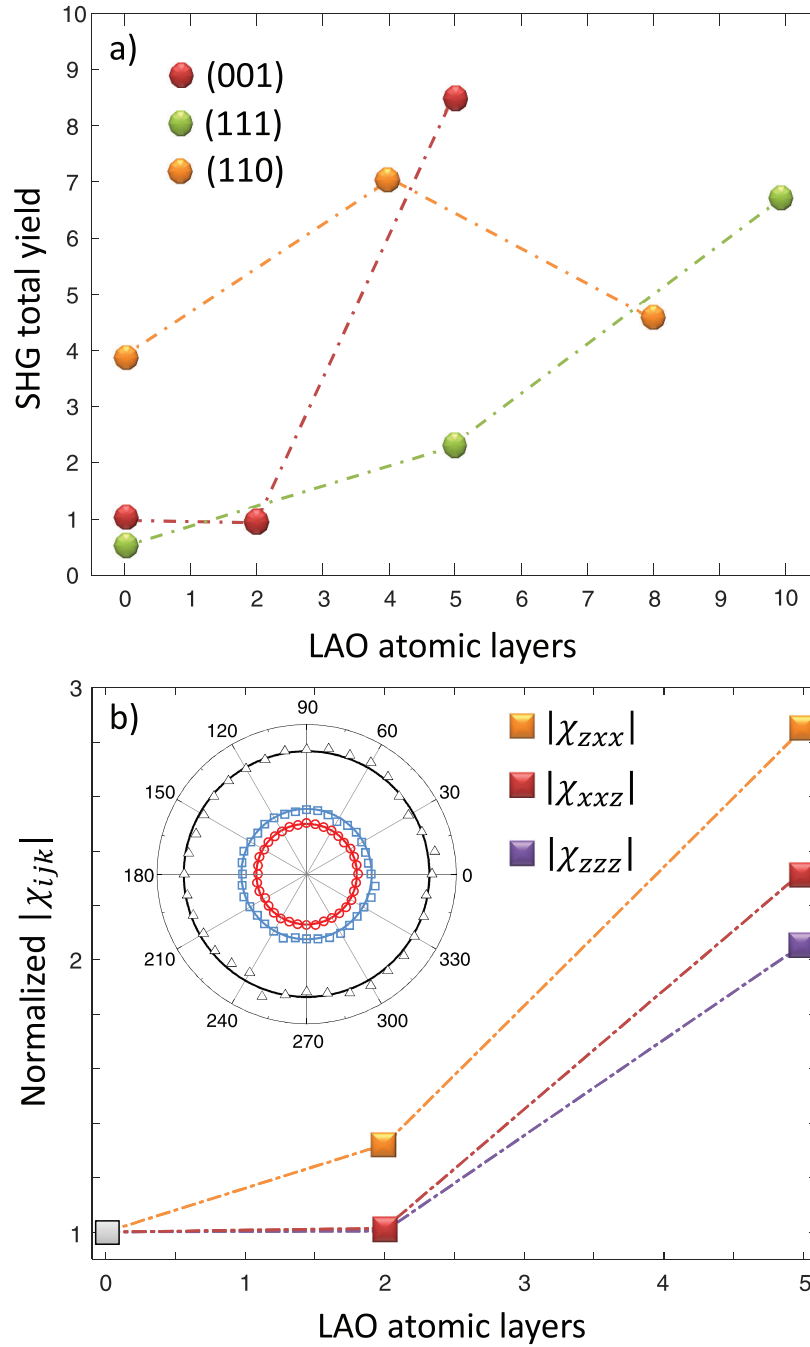 10
9
8
7
6
5
4
3
2
1
0
SHG total yield
a)
(001)
(111)
(110)
0 1 2 3 4 5 6 7 8 9 10
LAO atomic layers
3
2
1
Normalized |χijk|
b)
90
120 60
150 30
180 0
210 330
240 300
270
|χzxx|
|χxxz|
|χzzz|
0 1 2 3 4 5
LAO atomic layers